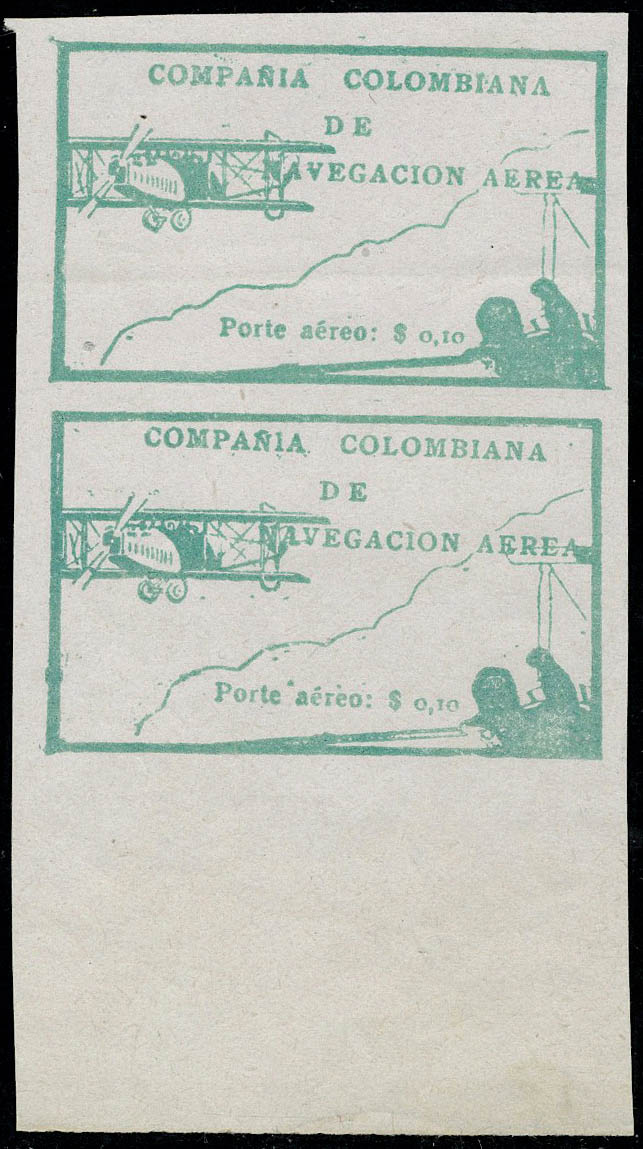 COMPAÑIA COLOMBIANA
DE
NAVEGACION AEREA
Porte aéreo: $ 0,10
COMPAÑIA COLOMBIANA
DE
NAVEGACION AEREA
Porte aéreo: $ 0,10